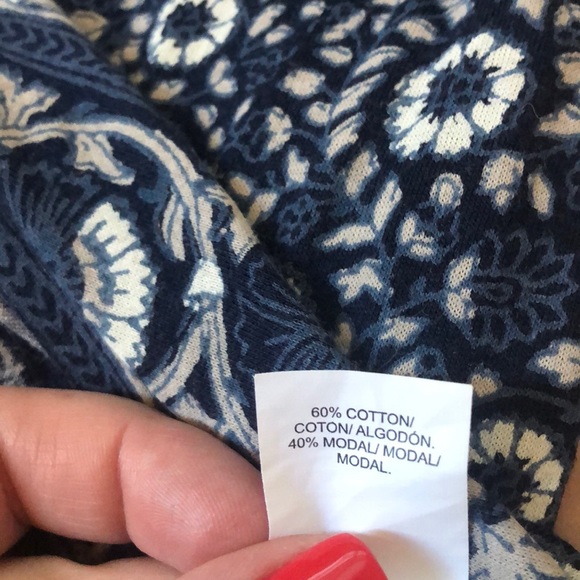 60% COTTON/
COTON/ ALGODÓN.
40% MODAL/ MODAL/
MODAL.